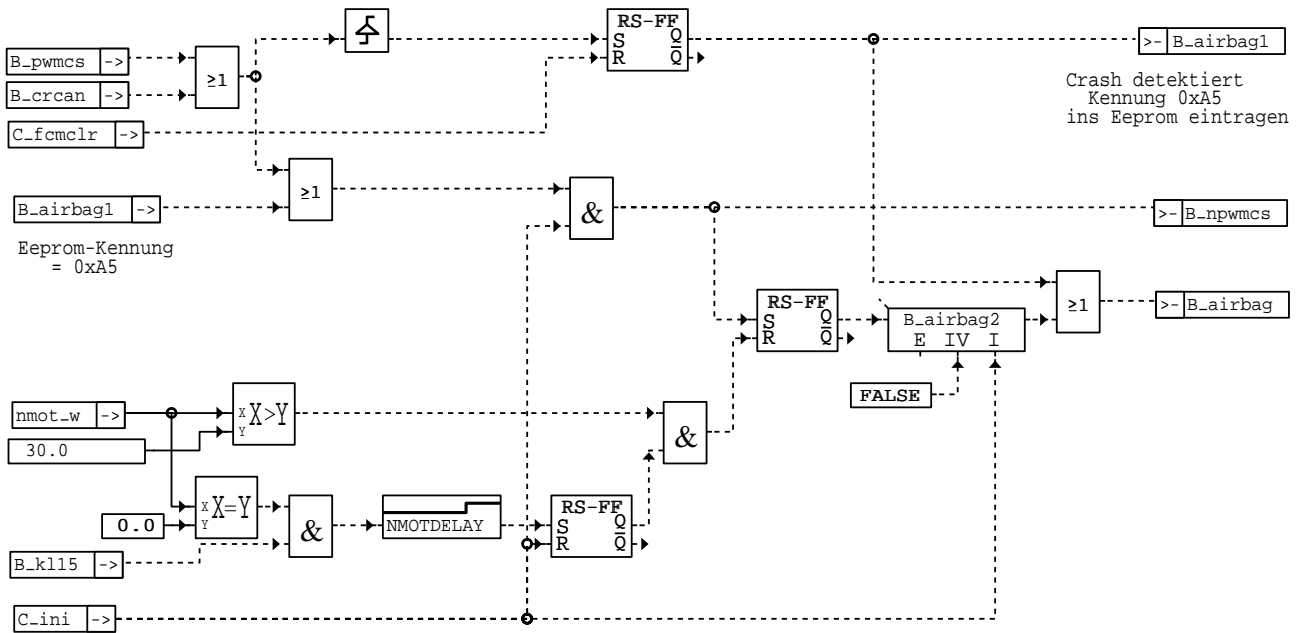 RS-FF
S Q
R Q
B_pwmcs ->
B_crcan ->
≥1
>- B_airbag1
Crash detektiert
Kennung 0xA5
ins Eeprom eintragen
C_fcmclr ->
≥1
B_airbag1 ->
&
>- B_npwmcs
Eeprom-Kennung
= 0xA5
RS-FF
S Q
R Q
B_airbag2
E IV I
≥1
>- B_airbag
FALSE
nmot_w ->
X X>Y
Y
30.0
&
X X=Y
Y
0.0
&
NMOTDELAY
RS-FF
S Q
R Q
B_kl15 ->
C_ini ->